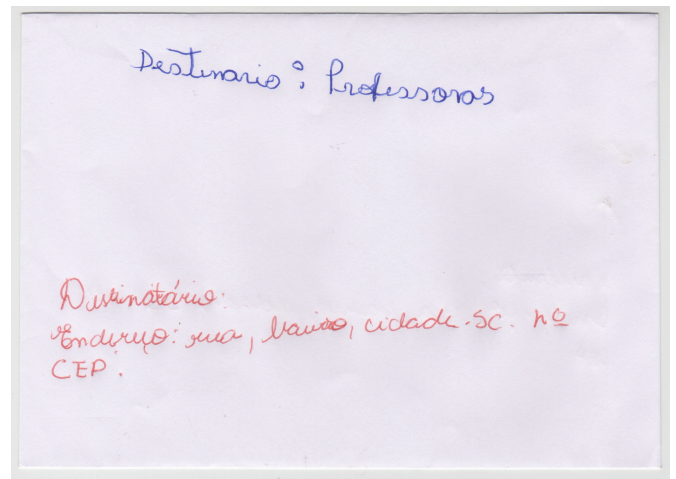 Destinario: Professoras
Destinatário:
Endereço: rua, bairro, cidade-SC. nº
CEP: